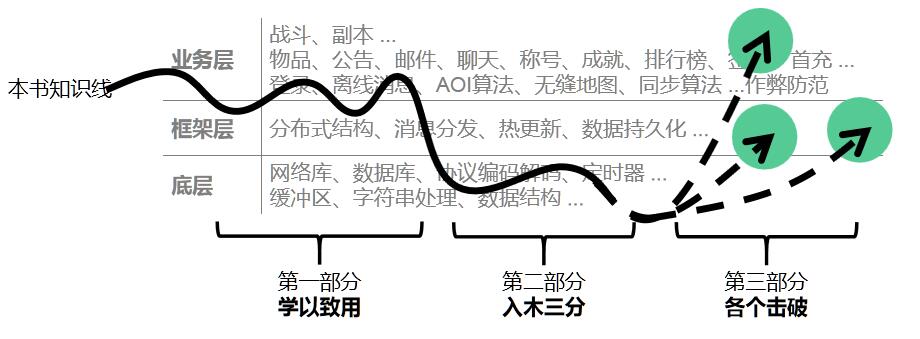 战斗、副本 ...
业务层
物品、公告、邮件、聊天、称号、成就、排行榜、首充 ...
本书知识线
登录、离线消息、AOI算法、无缝地图、同步算法 ...作弊防范
框架层
分布式结构、消息分发、热更新、数据持久化 ...
底层
网络库、数据库、协议编码解码、定时器 ...
缓冲区、字符串处理、数据结构 ...
第一部分
学以致用
第二部分
入木三分
第三部分
各个击破